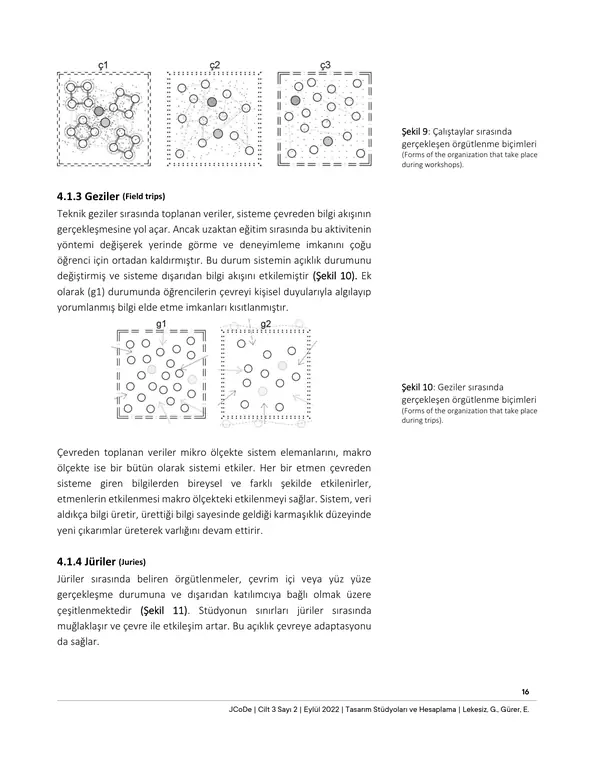 ç1 ç2 ç3
Şekil 9: Çalıştaylar sırasında
gerçekleşen örgütlenme biçimleri
(Forms of the organization that take place
during workshops).
4.1.3 Geziler (Field trips)
Teknik geziler sırasında toplanan veriler, sisteme çevreden bilgi akışının
gerçekleşmesine yol açar. Ancak uzaktan eğitim sırasında bu aktivitenin
yöntemi değişerek yerinde görme ve deneyimleme imkanını çoğu
öğrenci için ortadan kaldırmıştır. Bu durum sistemin açıklık durumunu
değiştirmiş ve sisteme dışarıdan bilgi akışını etkilemiştir (Şekil 10). Ek
olarak (g1) durumunda öğrencilerin çevreyi kişisel duyularıyla algılayıp
yorumlanmış bilgi elde etme imkanları kısıtlanmıştır.
g1 g2
Şekil 10: Geziler sırasında
gerçekleşen örgütlenme biçimleri
(Forms of the organization that take place
during trips).
Çevreden toplanan veriler mikro ölçekte sistem elemanlarını, makro
ölçekte ise bir bütün olarak sistemi etkiler. Her bir etmen çevreden
sisteme giren bilgilerden bireysel ve farklı şekilde etkilenirler,
etmenlerin etkilenmesi makro ölçekteki etkilenmeyi sağlar. Sistem, veri
aldıkça bilgi üretir, ürettiği bilgi sayesinde geldiği karmaşıklık düzeyinde
yeni çıkarımlar üreterek varlığını devam ettirir.
4.1.4 Jüriler (Juries)
Jüriler sırasında beliren örgütlenmeler, çevrim içi veya yüz yüze
gerçekleşme durumuna ve dışarıdan katılımcıya bağlı olmak üzere
çeşitlenmektedir (Şekil 11). Stüdyonun sınırları jüriler sırasında
muğlaklaşır ve çevre ile etkileşim artar. Bu açıklık çevreye adaptasyonu
da sağlar.
16
JCoDe | Cilt 3 Sayı 2 | Eylül 2022 | Tasarım Stüdyoları ve Hesaplama | Lekesiz, G., Gürer, E.